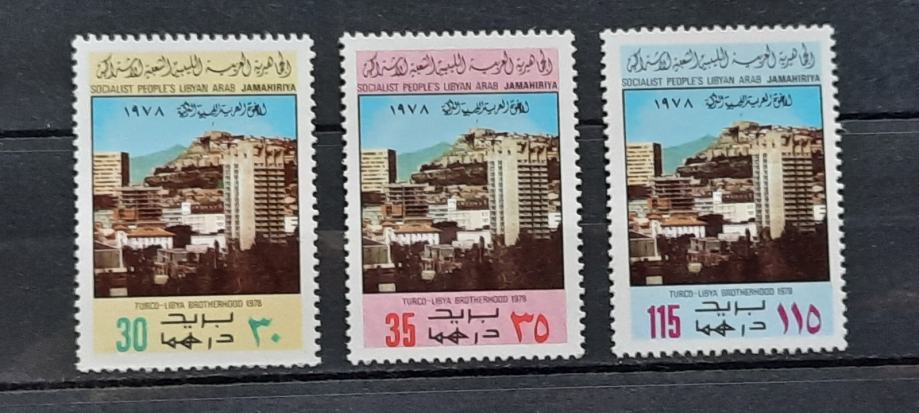 الجماهيرية العربية الليبية الشعبية الاشتراكية
SOCIALIST PEOPLE'S LIBYAN ARAB JAMAHIRIYA
١٩٧٨
TURCO-LIBYA BROTHERHOOD 1978
30 بريد ٣٠
درهم
الجماهيرية العربية الليبية الشعبية الاشتراكية
SOCIALIST PEOPLE'S LIBYAN ARAB JAMAHIRIYA
١٩٧٨
TURCO-LIBYA BROTHERHOOD 1978
35 بريد ٣٥
درهم
الجماهيرية العربية الليبية الشعبية الاشتراكية
SOCIALIST PEOPLE'S LIBYAN ARAB JAMAHIRIYA
١٩٧٨
TURCO-LIBYA BROTHERHOOD 1978
115 بريد ١١٥
درهم